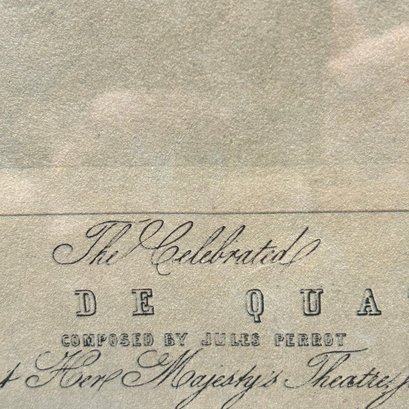 The Celebrated
DE QUA
COMPOSED BY JULES PERROT
t Her Majesty's Theatre, J